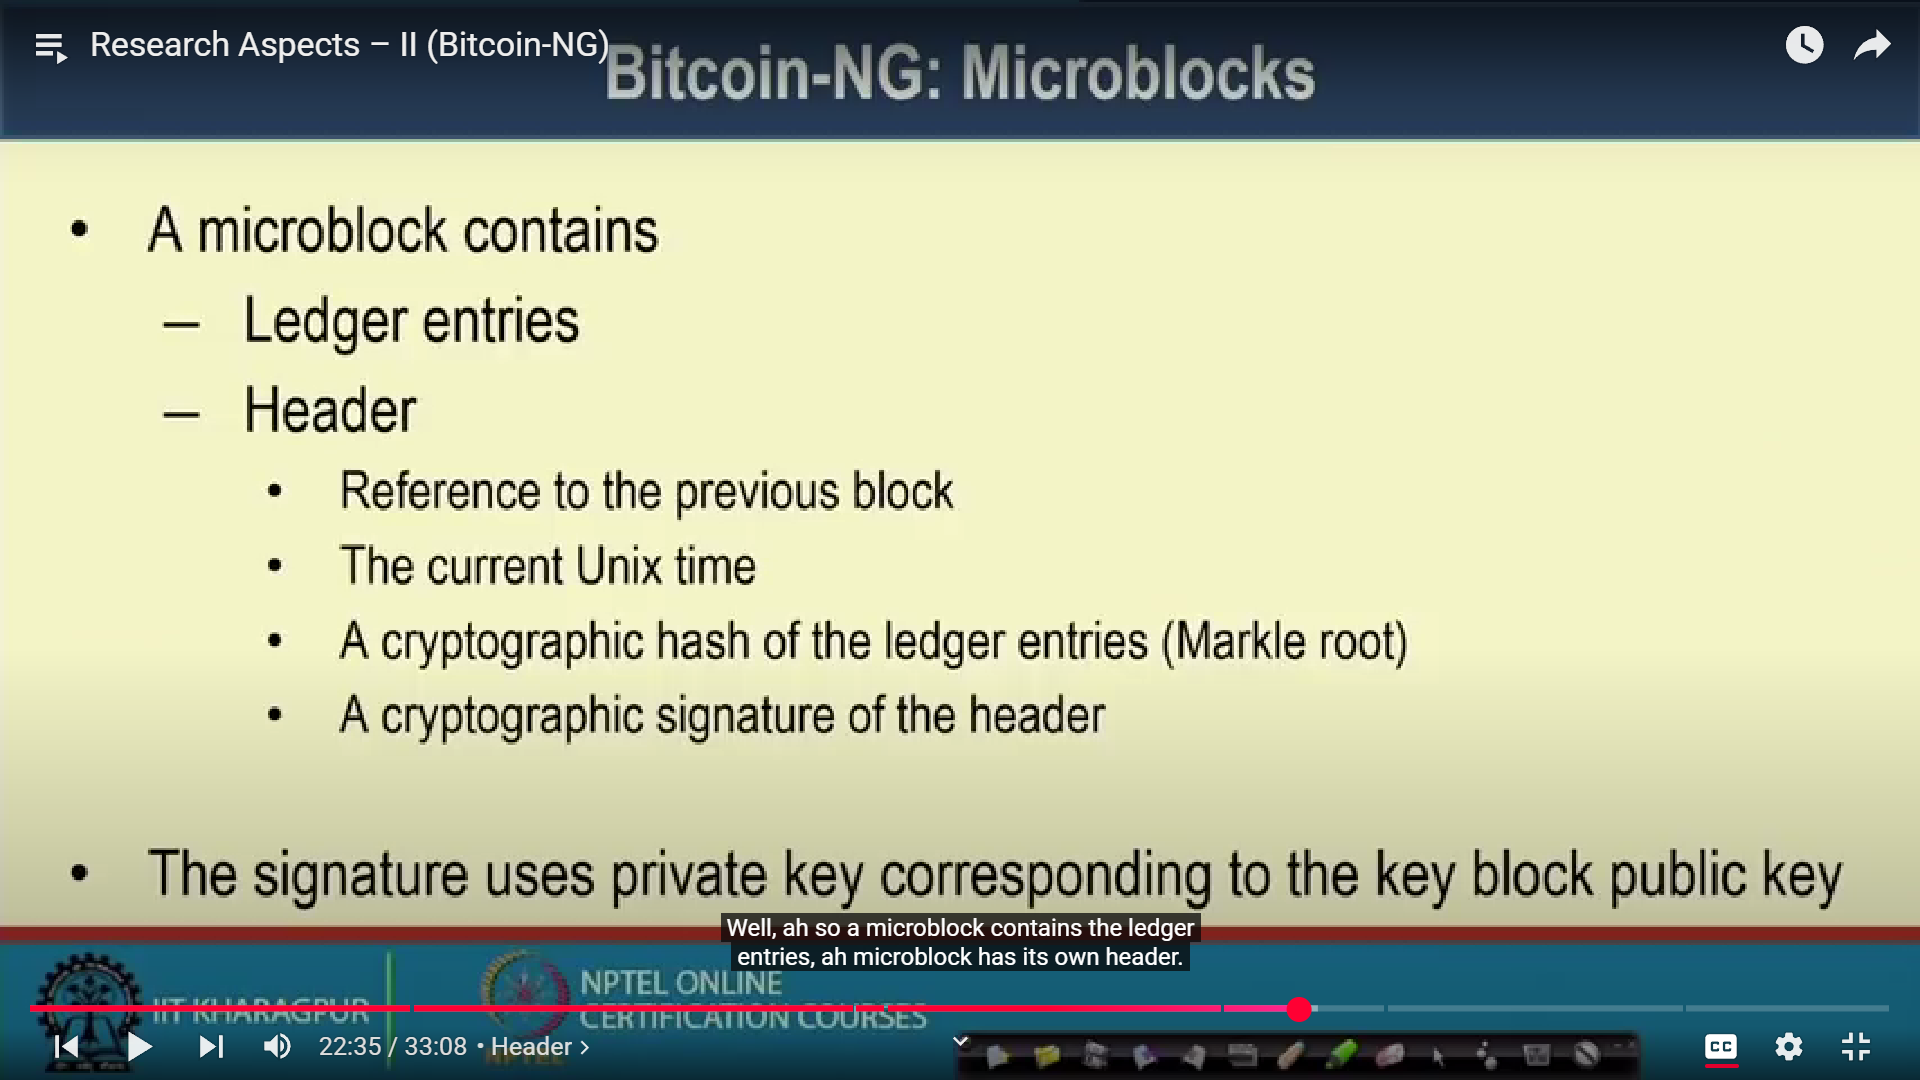 Research Aspects – II (Bitcoin-NG)
Bitcoin-NG: Microblocks
• A microblock contains
– Ledger entries
– Header
• Reference to the previous block
• The current Unix time
• A cryptographic hash of the ledger entries (Markle root)
• A cryptographic signature of the header
• The signature uses private key corresponding to the key block public key
Well, ah so a microblock contains the ledger
entries, ah microblock has its own header.
IIT KHARAGPUR
NPTEL ONLINE
CERTIFICATION COURSES
NPTEL
22:35 / 33:08 • Header >
CC